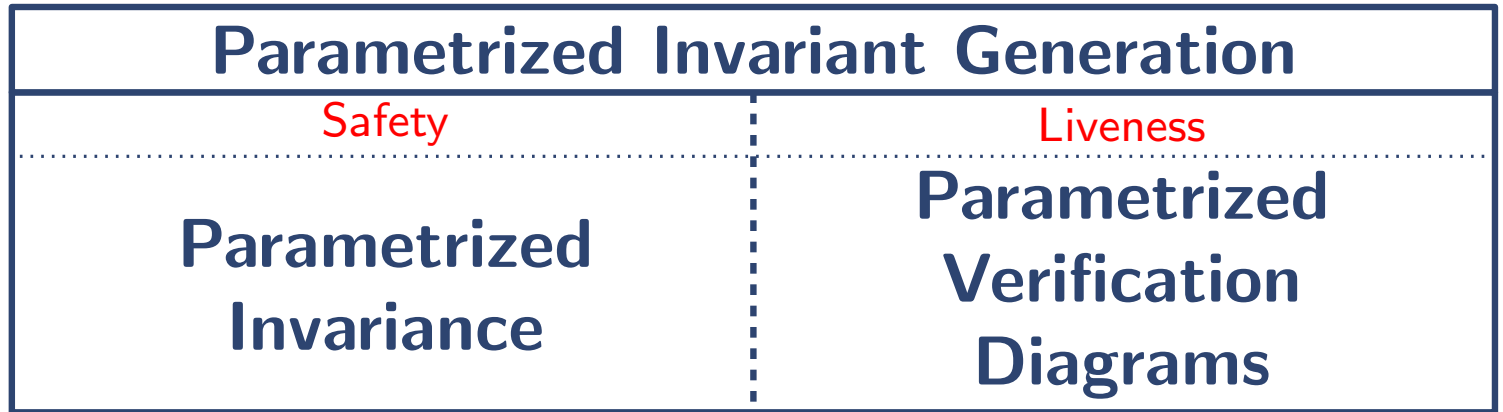 Parametrized Invariant Generation
Safety
Liveness
Parametrized
Invariance
Parametrized
Verification
Diagrams